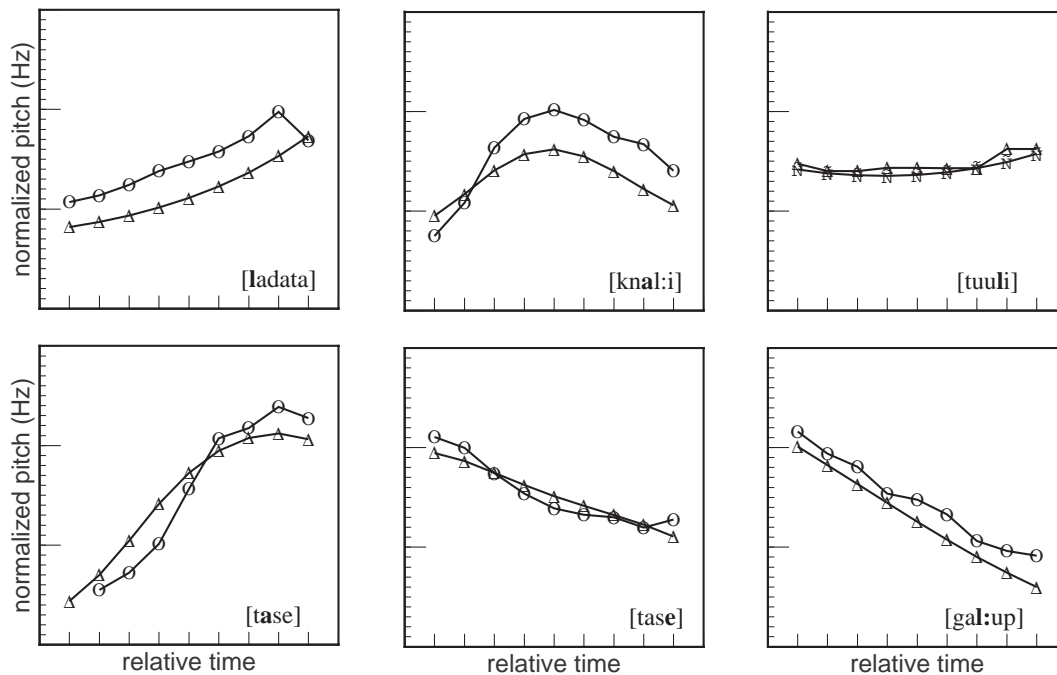 normalized pitch (Hz)
[ladata]
[knal:i]
[tuuli]
normalized pitch (Hz)
[tase]
[tase]
[gal:up]
relative time
relative time
relative time